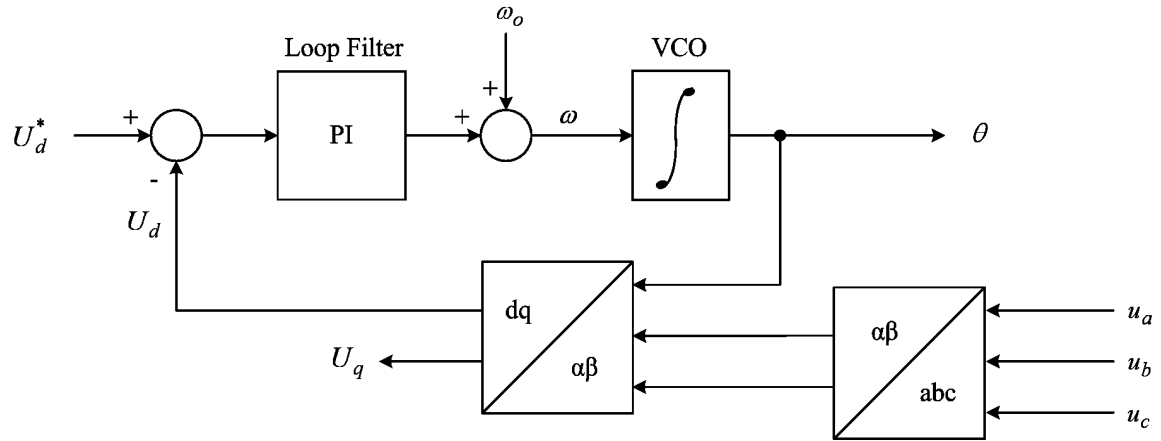 ω_o
Loop Filter
VCO
+
U_d^*
+
PI
+
ω
θ
-
U_d
dq
αβ
U_q
αβ
abc
u_a
u_b
u_c